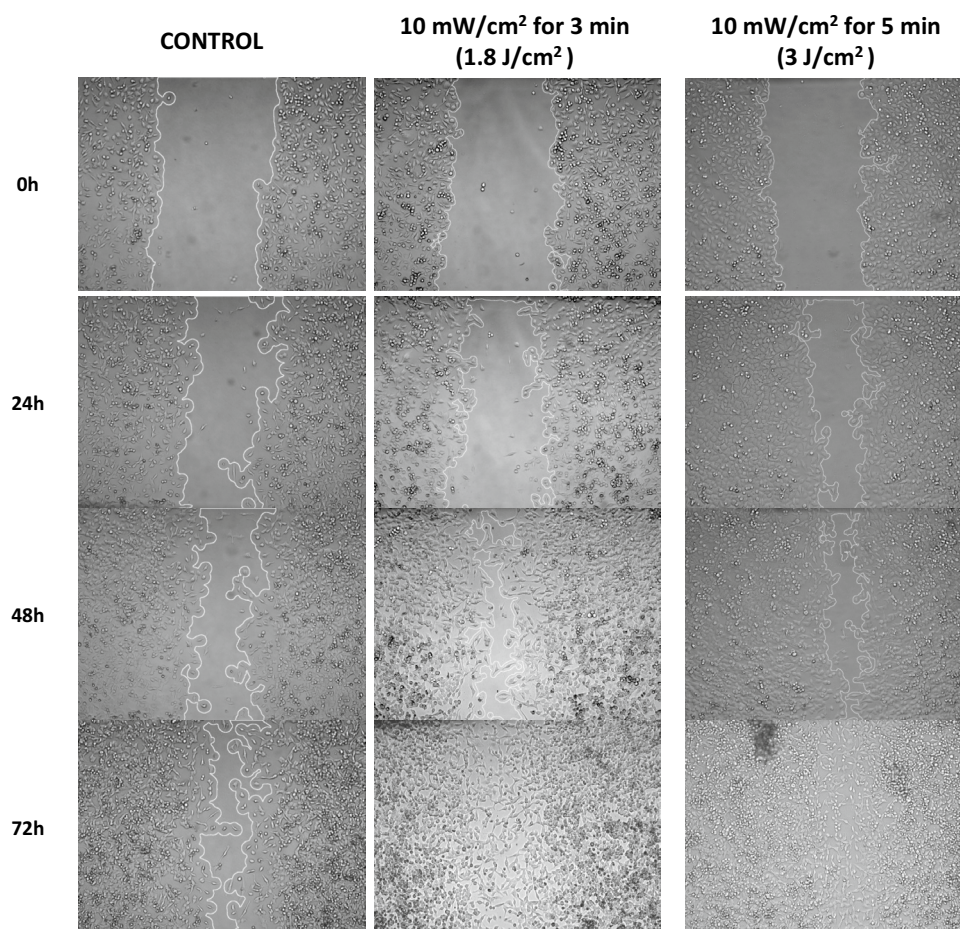 CONTROL
10 mW/cm² for 3 min
(1.8 J/cm² )
10 mW/cm² for 5 min
(3 J/cm² )
0h
24h
48h
72h